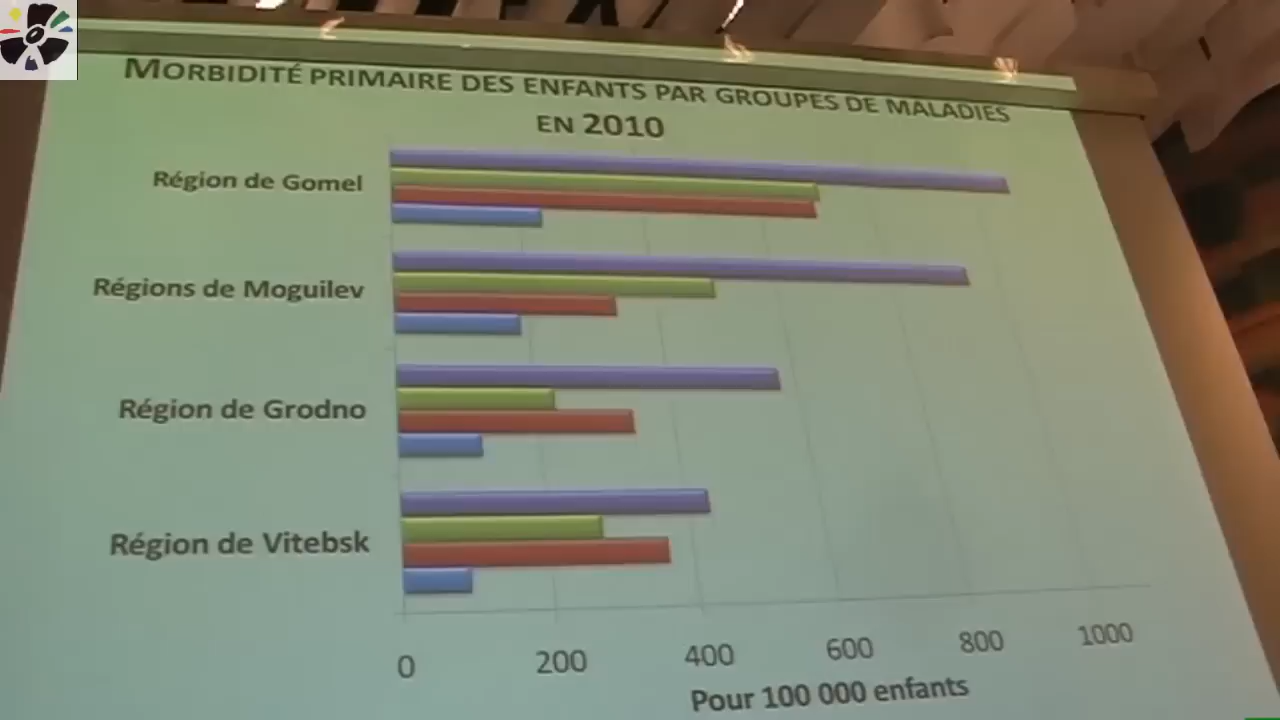 MORBIDITÉ PRIMAIRE DES ENFANTS PAR GROUPES DE MALADIES
EN 2010
Région de Gomel
Régions de Moguilev
Région de Grodno
Région de Vitebsk
0 200 400 600 800 1000
Pour 100 000 enfants